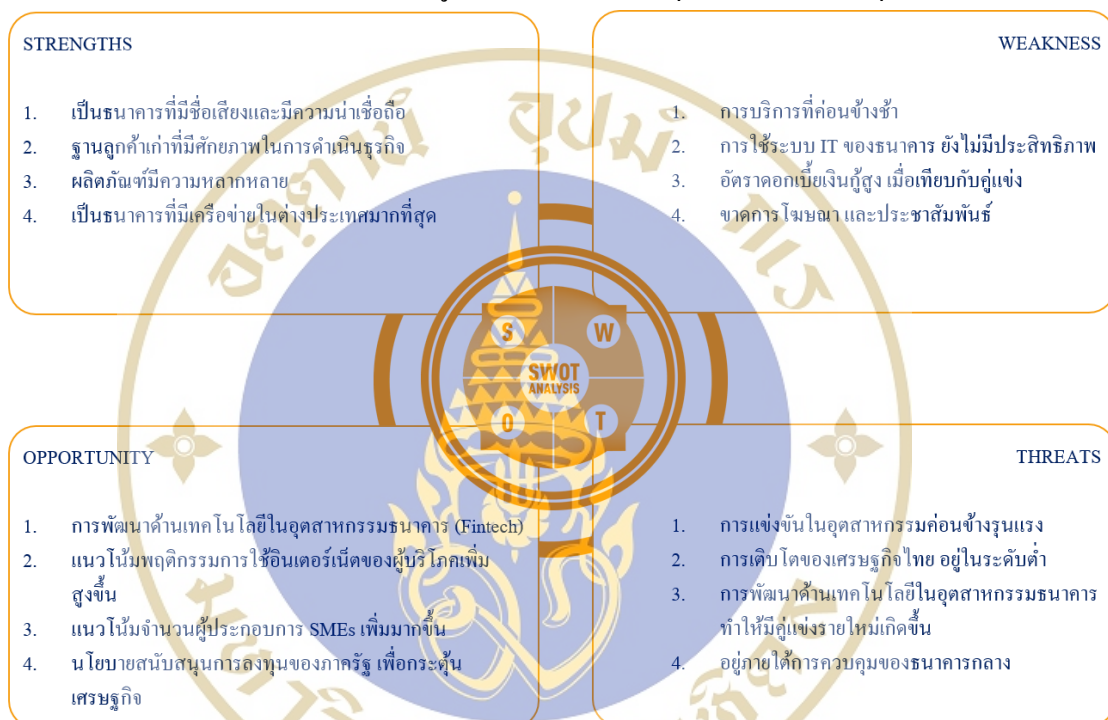 STRENGTHS
1. เป็นธนาคารที่มีชื่อเสียงและมีความน่าเชื่อถือ
2. ฐานลูกค้าเก่าที่มีศักยภาพในการดำเนินธุรกิจ
3. ผลิตภัณฑ์มีความหลากหลาย
4. เป็นธนาคารที่มีเครือข่ายในต่างประเทศมากที่สุด
WEAKNESS
1. การบริการที่ค่อนข้างช้า
2. การใช้ระบบ IT ของธนาคาร ยังไม่มีประสิทธิภาพ
3. อัตราดอกเบี้ยเงินกู้สูง เมื่อเทียบกับคู่แข่ง
4. ขาดการโฆษณา และประชาสัมพันธ์
S W
SWOT
ANALYSIS
O T
OPPORTUNITY
1. การพัฒนาด้านเทคโนโลยีในอุตสาหกรรมธนาคาร (Fintech)
2. แนวโน้มพฤติกรรมการใช้อินเตอร์เน็ตของผู้บริโภคเพิ่ม
สูงขึ้น
3. แนวโน้มจำนวนผู้ประกอบการ SMEs เพิ่มมากขึ้น
4. นโยบายสนับสนุนการลงทุนของภาครัฐ เพื่อกระตุ้น
เศรษฐกิจ
THREATS
1. การแข่งขันในอุตสาหกรรมค่อนข้างรุนแรง
2. การเติบโตของเศรษฐกิจไทย อยู่ในระดับต่ำ
3. การพัฒนาด้านเทคโนโลยีในอุตสาหกรรมธนาคาร
ทำให้มีคู่แข่งรายใหม่เกิดขึ้น
4. อยู่ภายใต้การควบคุมของธนาคารกลาง